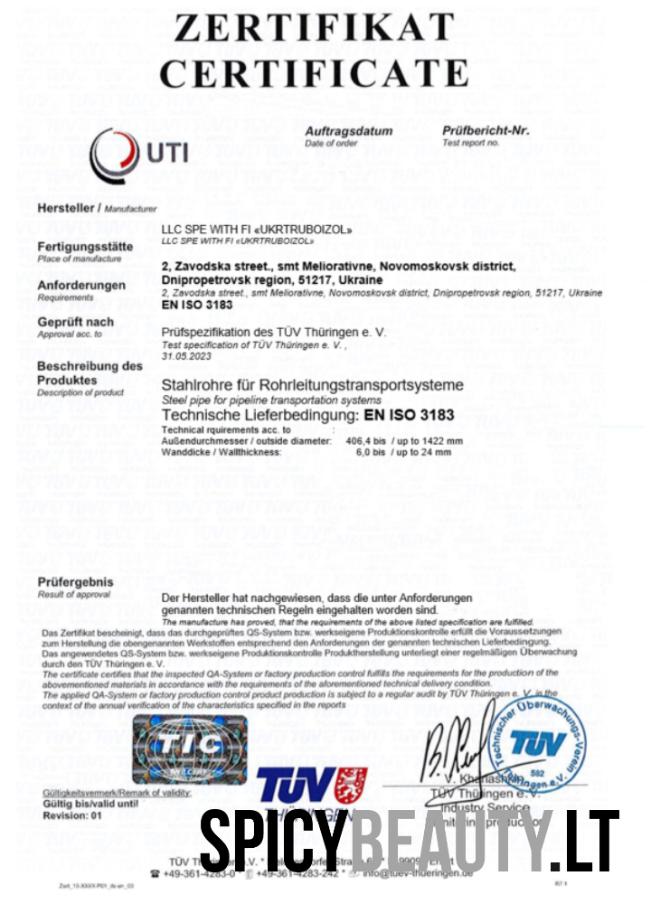 ZERTIFIKAT
CERTIFICATE
UTI
Auftragsdatum
Date of order
Prüfbericht-Nr.
Test report no.
Hersteller / Manufacturer
LLC SPE WITH FI «UKRTRUBOIZOL»
LLC SPE WITH FI «UKRTRUBOIZOL»
Fertigungsstätte
Place of manufacture
2, Zavodska street., smt Meliorativne, Novomoskovsk district,
Dnipropetrovsk region, 51217, Ukraine
2, Zavodska street., smt Meliorativne, Novomoskovsk district, Dnipropetrovsk region, 51217, Ukraine
Anforderungen
Requirements
EN ISO 3183
Geprüft nach
Approval acc. to
Prüfspezifikation des TÜV Thüringen e. V.
Test specification of TÜV Thüringen e. V. ,
31.05.2023
Beschreibung des
Produktes
Description of product
Stahlrohre für Rohrleitungstransportsysteme
Steel pipe for pipeline transportation systems
Technische Lieferbedingung: EN ISO 3183
Technical rquirements acc. to :
Außendurchmesser / outside diameter: 406,4 bis / up to 1422 mm
Wanddicke / Wallthickness: 6,0 bis / up to 24 mm
Prüfergebnis
Result of approval
Der Hersteller hat nachgewiesen, dass die unter Anforderungen
genannten technischen Regeln eingehalten worden sind.
The manufacture has proved, that the requirements of the above listed specification are fulfilled.
Das Zertifikat bescheinigt, dass das durchgeprüftes QS-System bzw. werkseigene Produktionskontrolle erfüllt die Voraussetzungen
zum Herstellung die obengenannten Werkstoffen entsprechend den Anforderungen der genannten technischen Lieferbedingung.
Das angewendetes QS-System bzw. werkseigene Produktionskontrolle Produktherstellung unterliegt einer regelmäßigen Überwachung
durch den TÜV Thüringen e. V.
The certificate certifies that the inspected QA-System or factory production control fulfills the requirements for the production of the
abovementioned materials in accordance with the requirements of the aforementioned technical delivery condition.
The applied QA-System or factory production control product production is subject to a regular audit by TÜV Thüringen e. V. in the
context of the annual verification of the characteristics specified in the reports
TIC
Technischer Überwachungs-Verein
TÜV
592
Thüringen e.V.
TÜV
THÜRINGEN
Gültigkeitsvermerk/Remark of validity:
Gültig bis/valid until
Revision: 01
TÜV Thüringen e. V.
Industry Service
SPICYBEAUTY.LT
+49-361-4283-0 * +49-361-4283-242 * info@tuev-thueringen.de